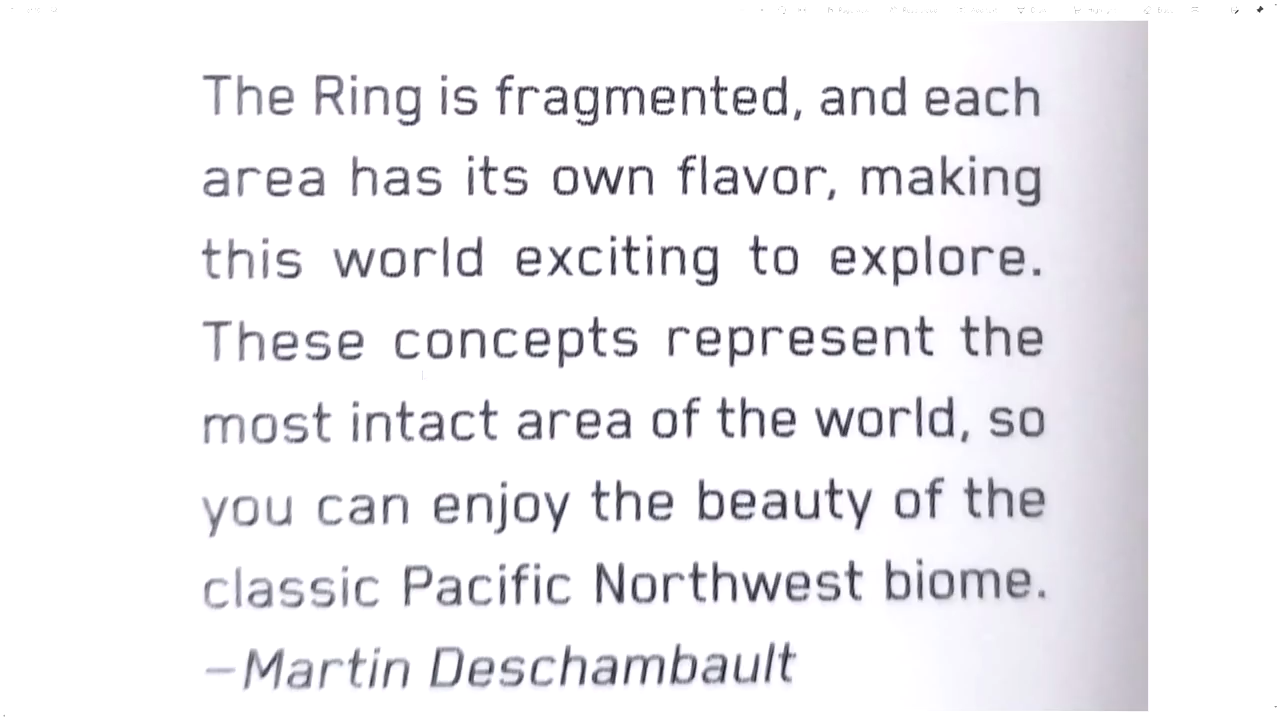 The Ring is fragmented, and each
area has its own flavor, making
this world exciting to explore.
These concepts represent the
most intact area of the world, so
you can enjoy the beauty of the
classic Pacific Northwest biome.
—Martin Deschambault